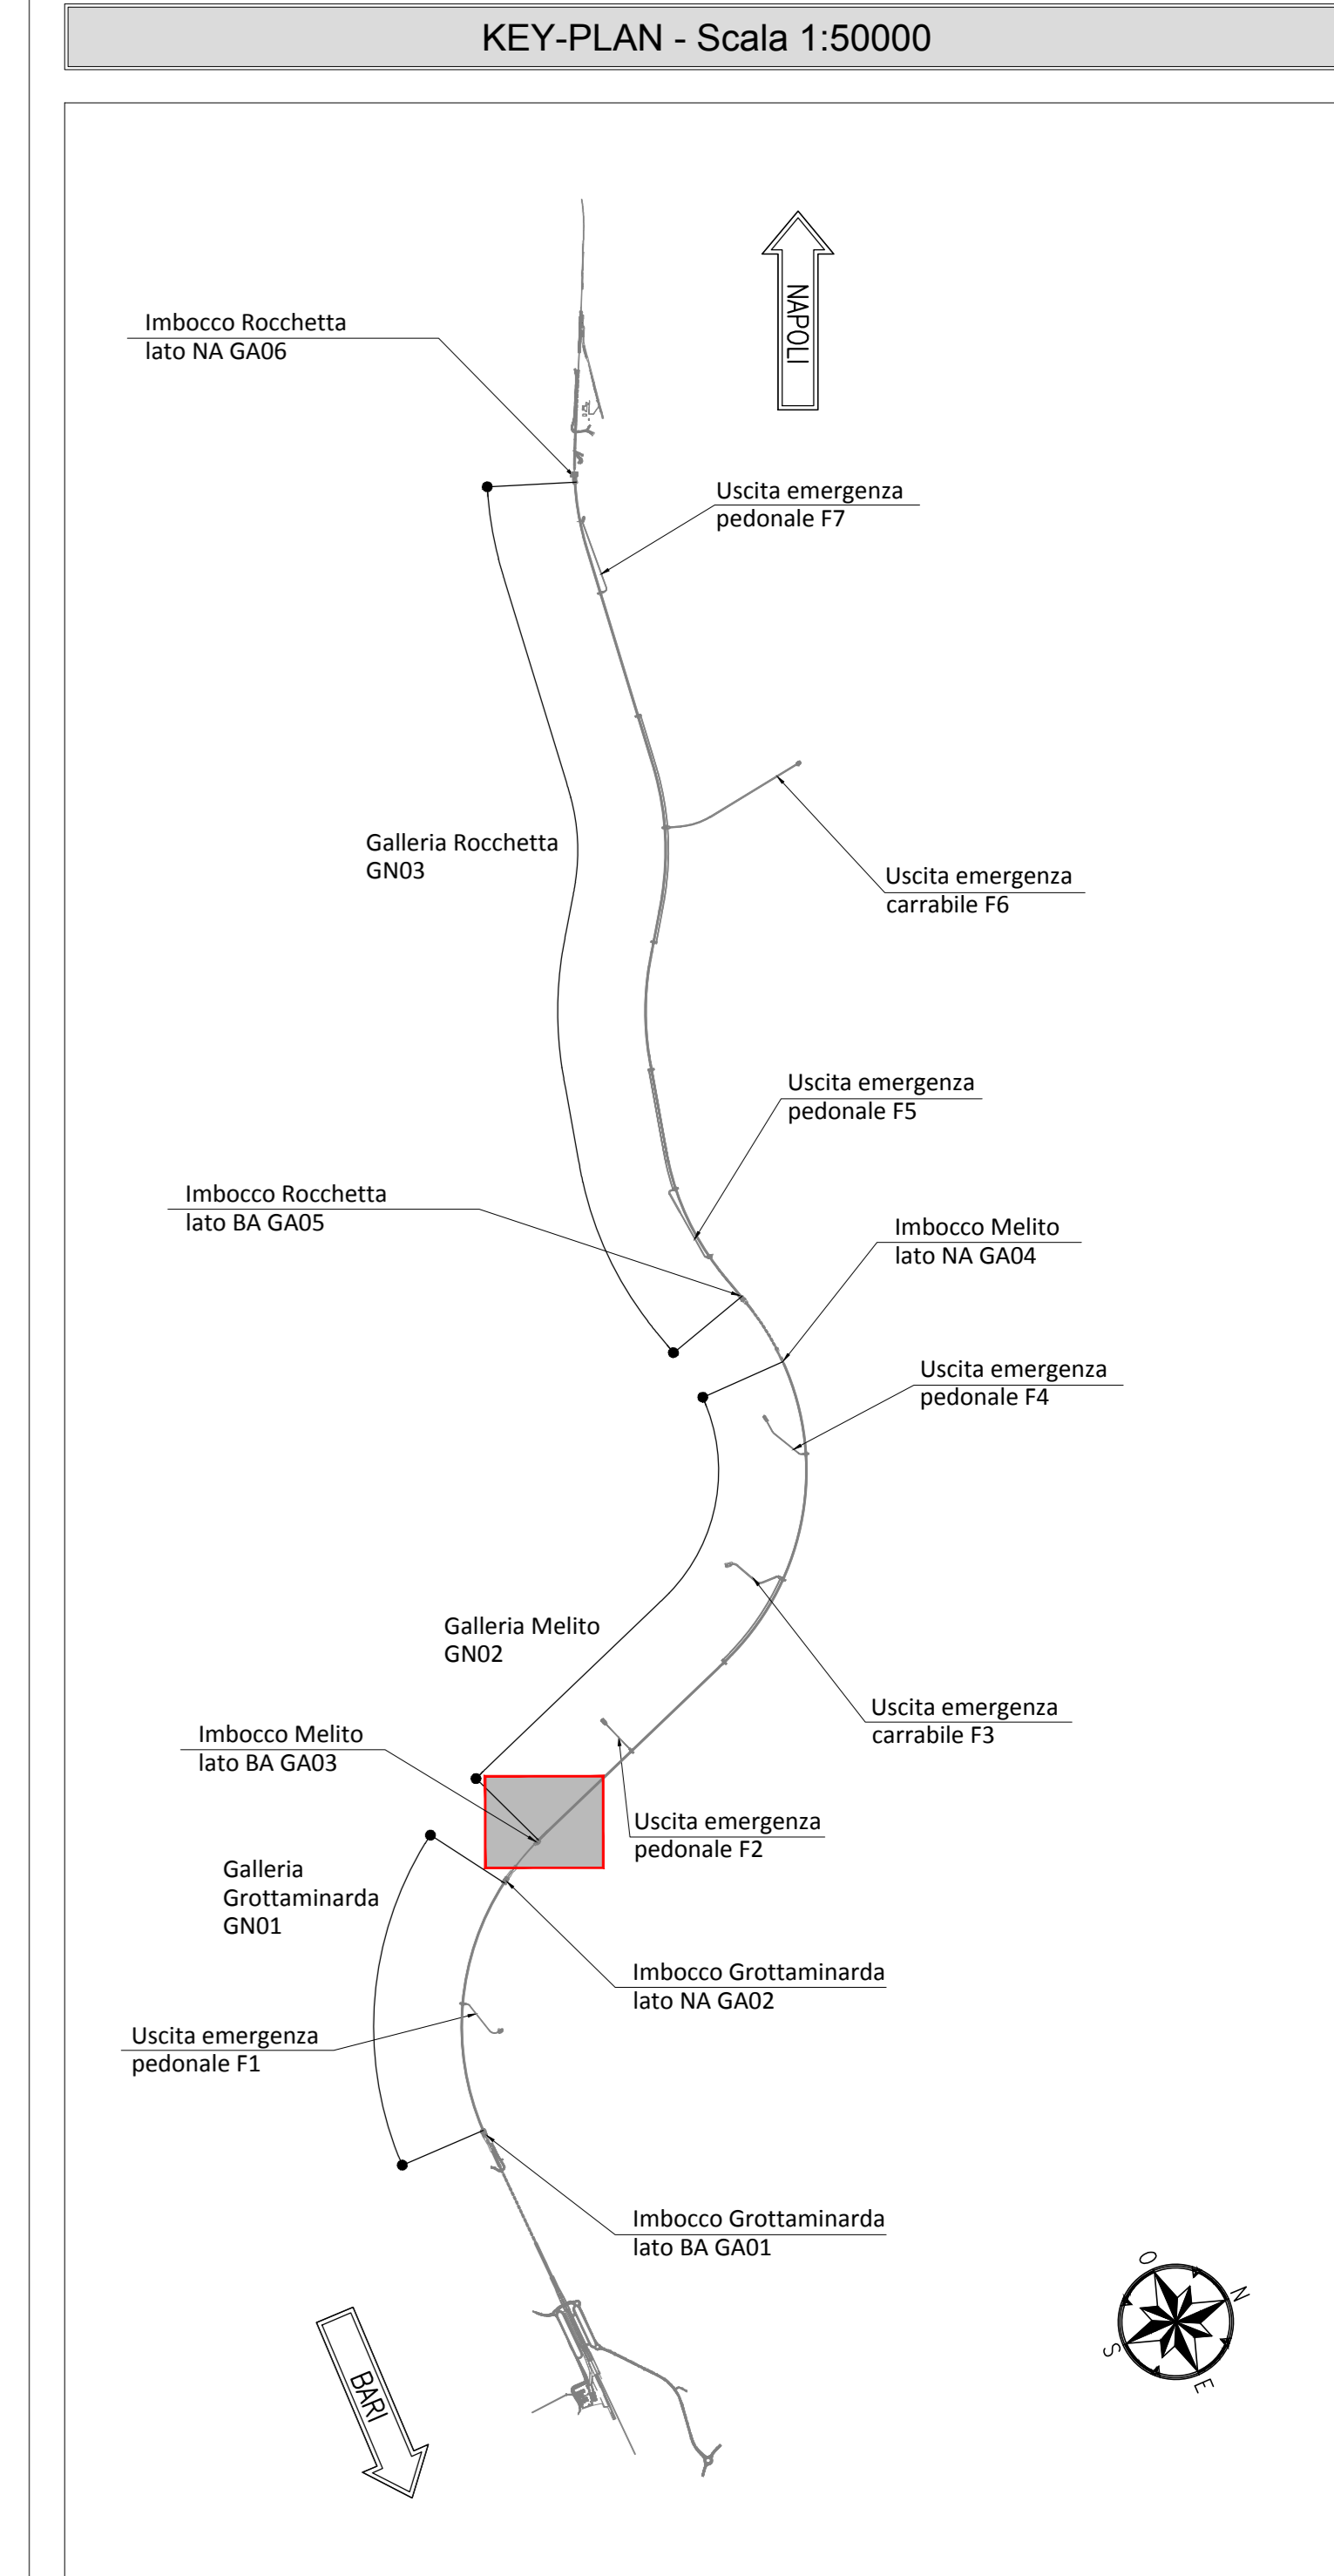 KEY-PLAN - Scala 1:50000
NAPOLI
Imbocco Rocchetta
lato NA GA06
Uscita emergenza
pedonale F7
Galleria Rocchetta
GN03
Uscita emergenza
carrabile F6
Uscita emergenza
pedonale F5
Imbocco Rocchetta
lato BA GA05
Imbocco Melito
lato NA GA04
Uscita emergenza
pedonale F4
Galleria Melito
GN02
Uscita emergenza
carrabile F3
Imbocco Melito
lato BA GA03
Uscita emergenza
pedonale F2
Galleria
Grottaminarda
GN01
Imbocco Grottaminarda
lato NA GA02
Uscita emergenza
pedonale F1
Imbocco Grottaminarda
lato BA GA01
O
N
S
E
BARI